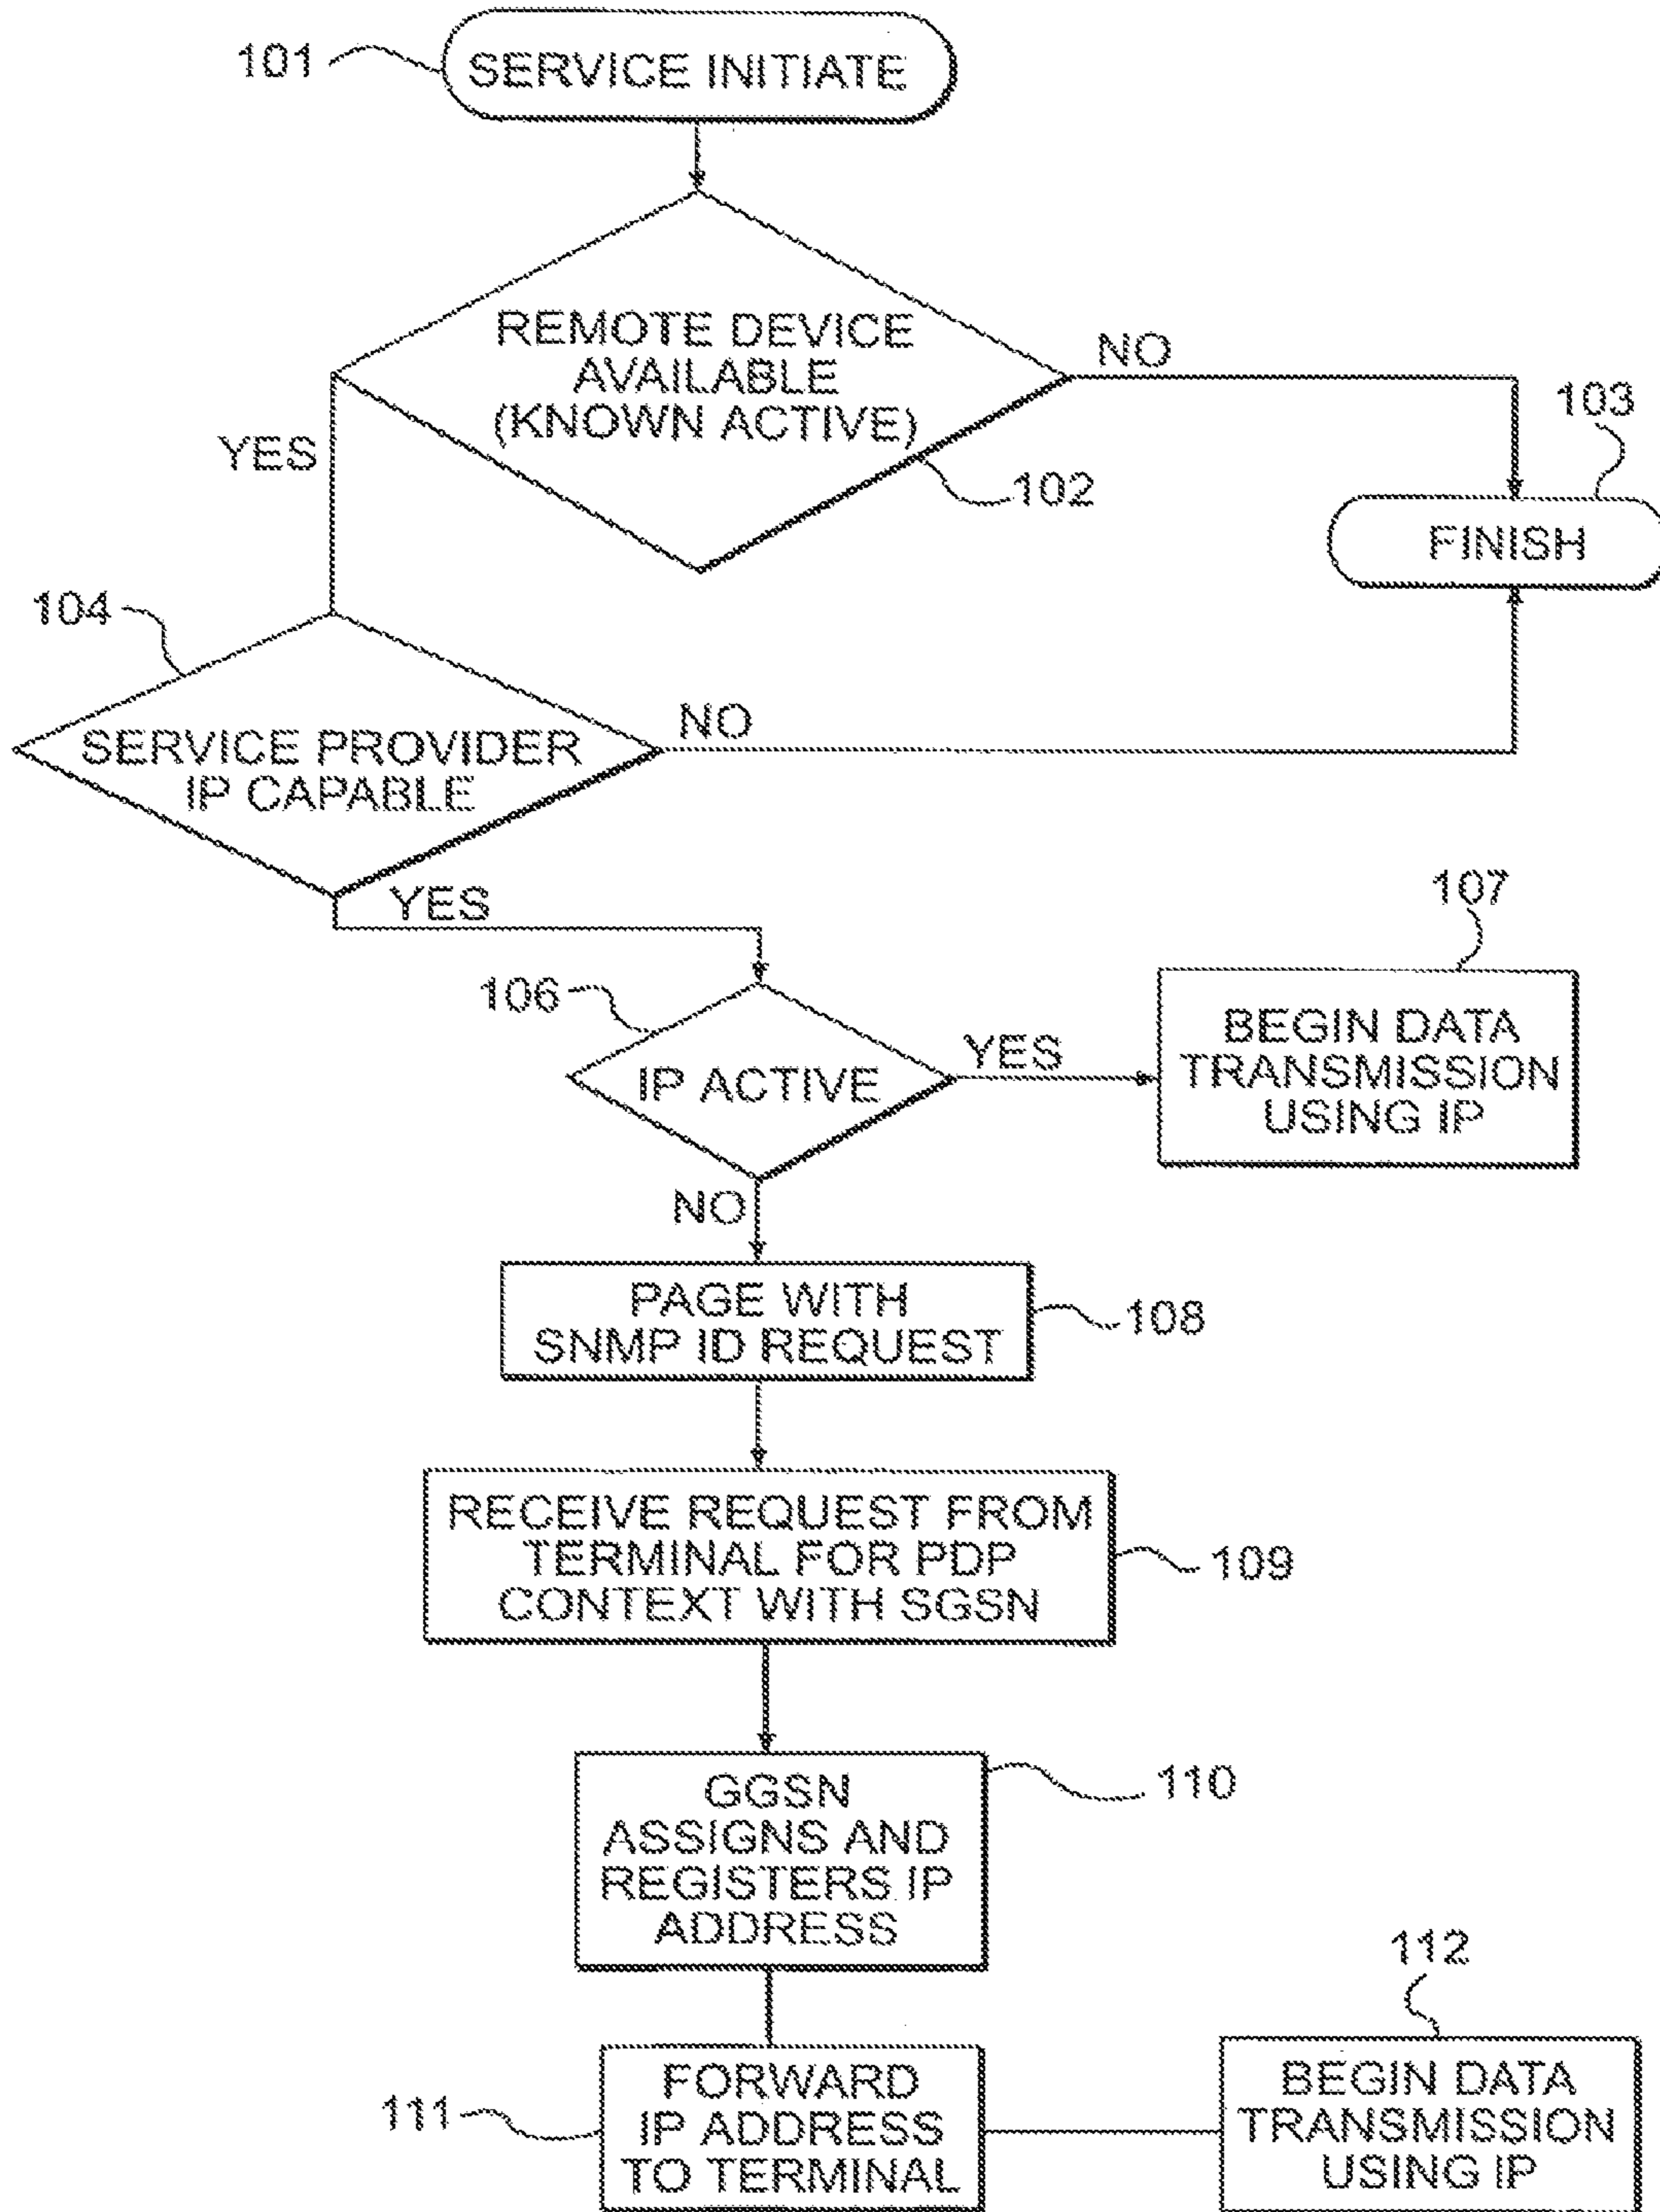 101
SERVICE INITIATE
REMOTE DEVICE
AVAILABLE
(KNOWN ACTIVE)
NO
YES
102
103
FINISH
104
SERVICE PROVIDER
IP CAPABLE
NO
YES
106
IP ACTIVE
YES
107
BEGIN DATA
TRANSMISSION
USING IP
NO
PAGE WITH
SNMP ID REQUEST
108
RECEIVE REQUEST FROM
TERMINAL FOR PDP
CONTEXT WITH SGSN
109
GGSN
ASSIGNS AND
REGISTERS IP
ADDRESS
110
111
FORWARD
IP ADDRESS
TO TERMINAL
112
BEGIN DATA
TRANSMISSION
USING IP